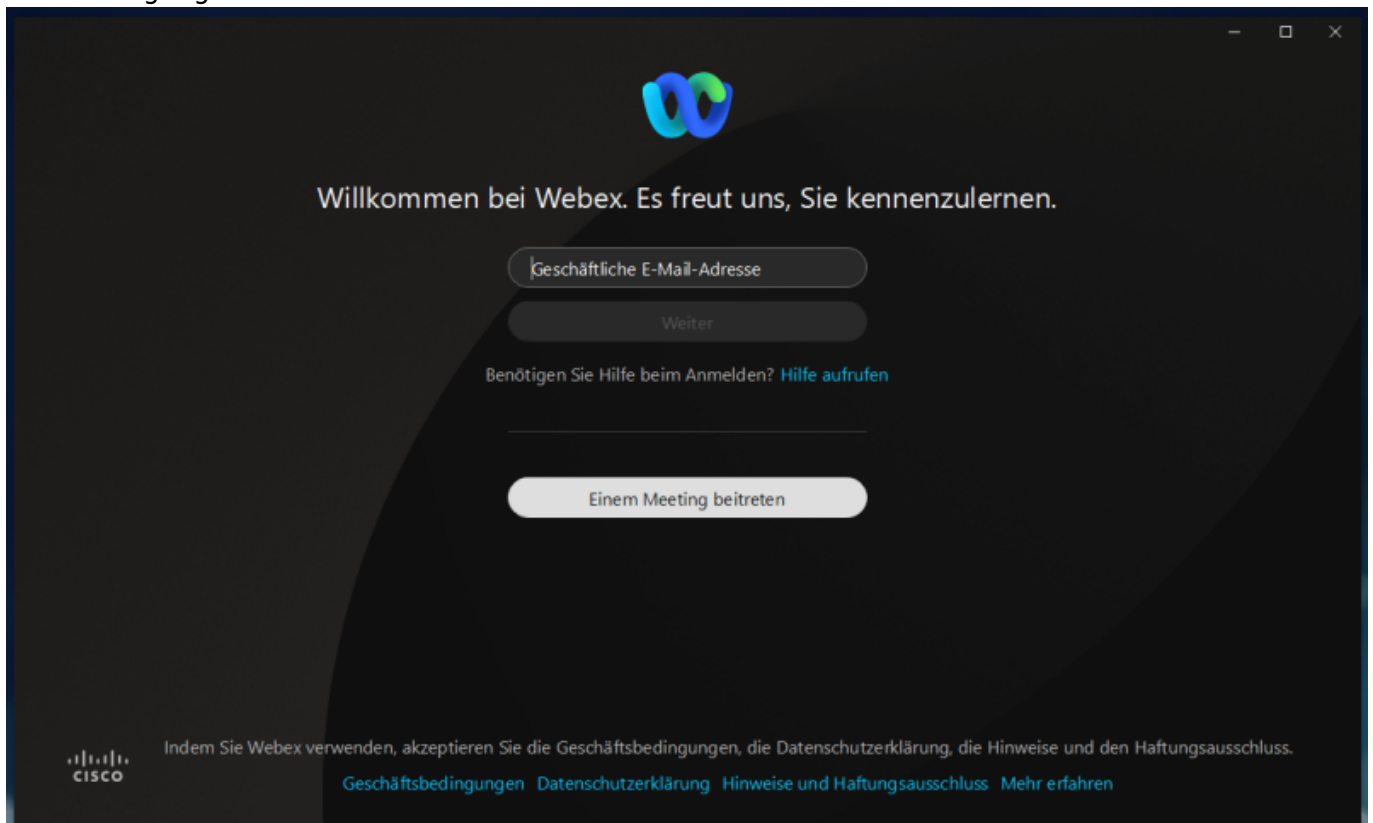 Willkommen bei Webex. Es freut uns, Sie kennenzulernen.
Geschäftliche E-Mail-Adresse
Weiter
Benötigen Sie Hilfe beim Anmelden? Hilfe aufrufen
Einem Meeting beitreten
Indem Sie Webex verwenden, akzeptieren Sie die Geschäftsbedingungen, die Datenschutzerklärung, die Hinweise und den Haftungsausschluss.
CISCO
Geschäftsbedingungen Datenschutzerklärung Hinweise und Haftungsausschluss Mehr erfahren